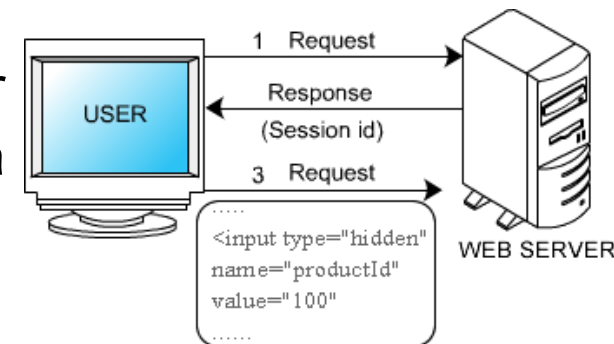 1 Request
Response
(Session id)
3 Request
USER
WEB SERVER
.....
<input type="hidden"
name="productId"
value="100"
......